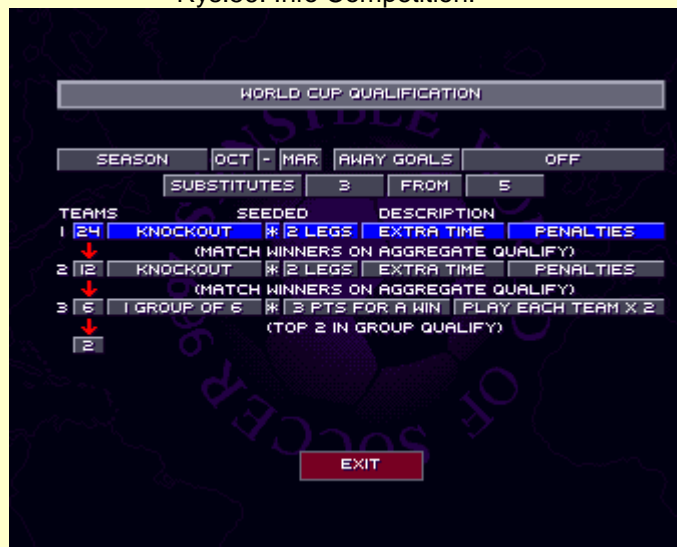 WORLD CUP QUALIFICATION
SEASON OCT - MAR AWAY GOALS OFF
SUBSTITUTES 3 FROM 5
TEAMS SEEDED DESCRIPTION
1 24 KNOCKOUT * 2 LEGS EXTRA TIME PENALTIES
(MATCH WINNERS ON AGGREGATE QUALIFY)
2 12 KNOCKOUT * 2 LEGS EXTRA TIME PENALTIES
(MATCH WINNERS ON AGGREGATE QUALIFY)
3 6 1 GROUP OF 6 * 3 PTS FOR A WIN PLAY EACH TEAM X 2
(TOP 2 IN GROUP QUALIFY)
2
OF SOCCER 96
EXIT